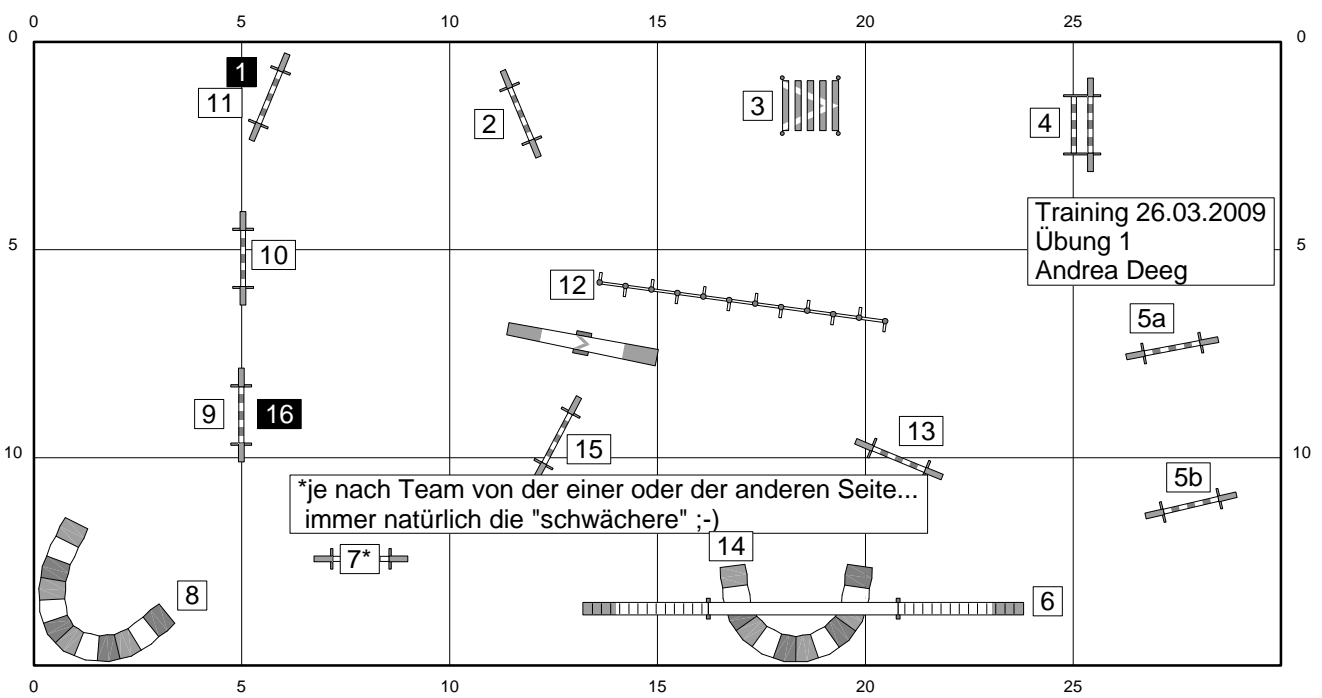 0 5 10 15 20 25
0 0
1
11
2
3
4
Training 26.03.2009
Übung 1
Andrea Deeg
5 5
10
12
5a
9
16
15
13
10 10
5b
*je nach Team von der einer oder der anderen Seite...
immer natürlich die "schwächere" ;-)
7*
14
8
6
0 5 10 15 20 25